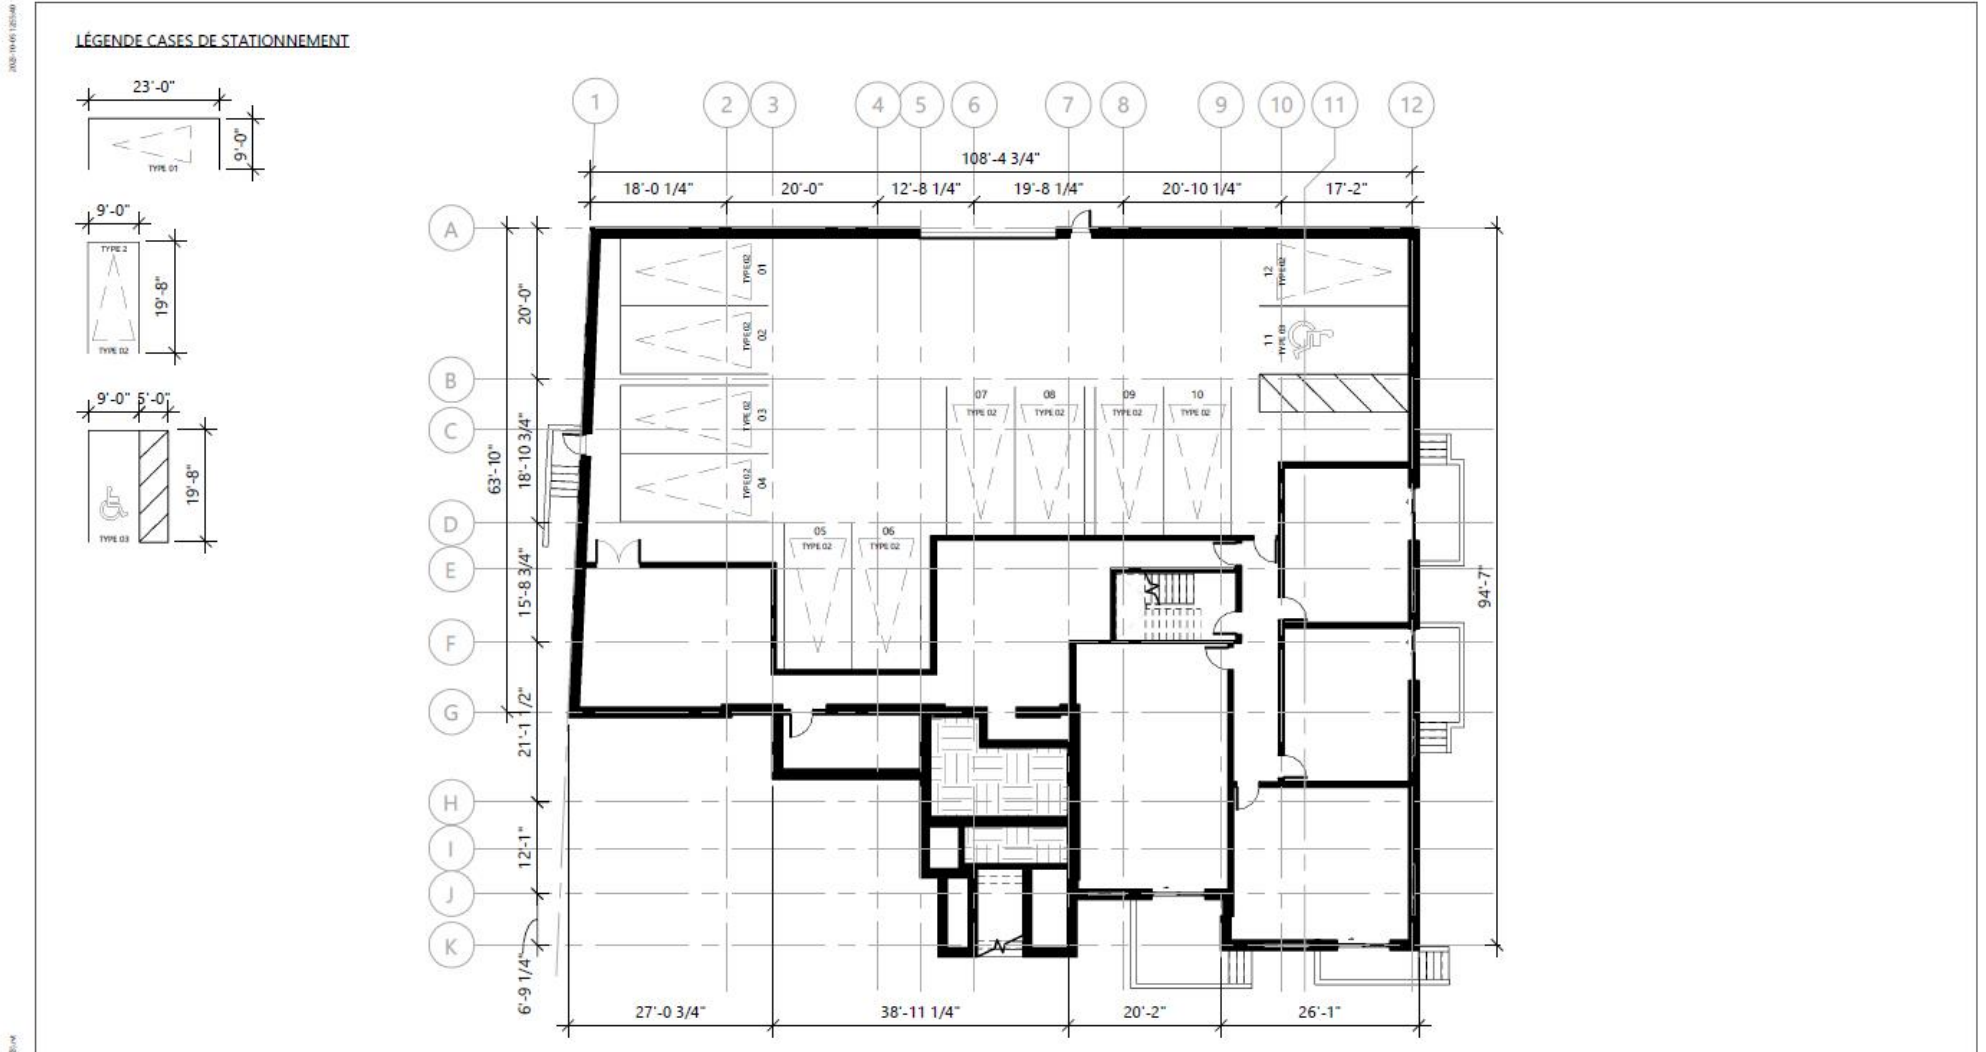 LÉGENDE CASES DE STATIONNEMENT
23'-0"
9'-0"
TYPE 01
9'-0"
TYPE 2
19'-8"
TYPE 02
9'-0" 5'-0"
19'-8"
TYPE 03
1 2 3 4 5 6 7 8 9 10 11 12
108'-4 3/4"
18'-0 1/4" 20'-0" 12'-8 1/4" 19'-8 1/4" 20'-10 1/4" 17'-2"
A
B
C
D
E
F
G
H
I
J
K
63'-10"
20'-0"
18'-10 3/4"
15'-8 3/4"
21'-1 1/2"
12'-1"
6'-9 1/4"
94'-7"
TYPE 02 01
TYPE 02 02
TYPE 02 03
TYPE 02 04
05
TYPE 02
06
TYPE 02
07
TYPE 02
08
TYPE 02
09
TYPE 02
10
TYPE 02
11 TYPE 03
12 TYPE 02
27'-0 3/4" 38'-11 1/4" 20'-2" 26'-1"